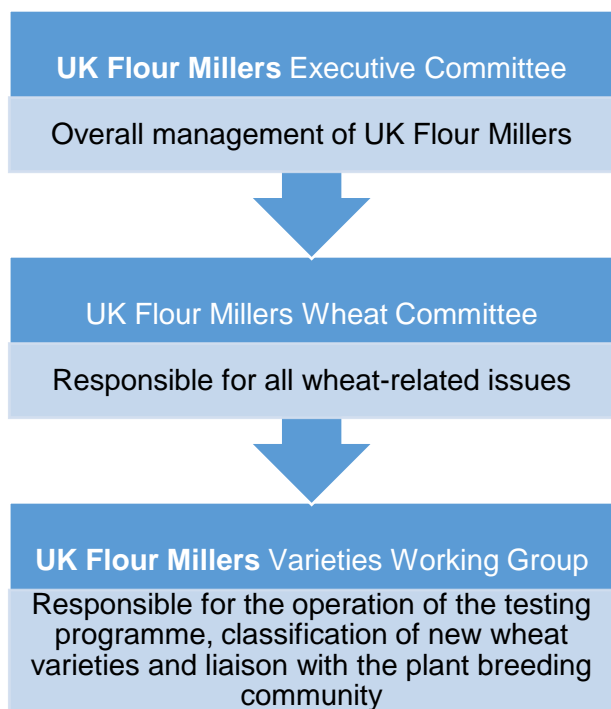 UK Flour Millers Executive Committee
Overall management of UK Flour Millers
UK Flour Millers Wheat Committee
Responsible for all wheat-related issues
UK Flour Millers Varieties Working Group
Responsible for the operation of the testing
programme, classification of new wheat
varieties and liaison with the plant breeding
community